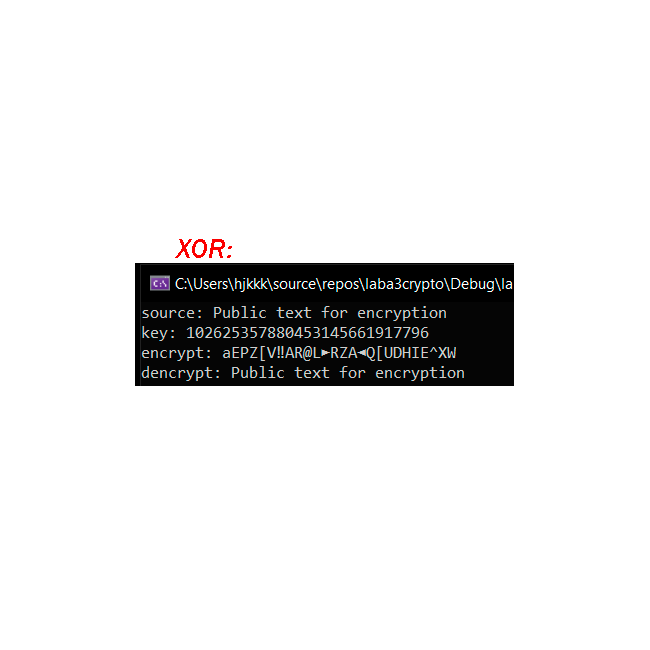 XOR:
C:\Users\hjkkk\source\repos\laba3crypto\Debug\la
source: Public text for encryption
key: 102625357880453145661917796
encrypt: aEPZ[V‼AR@L►RZA◄Q[UDHIE^XW
dencrypt: Public text for encryption